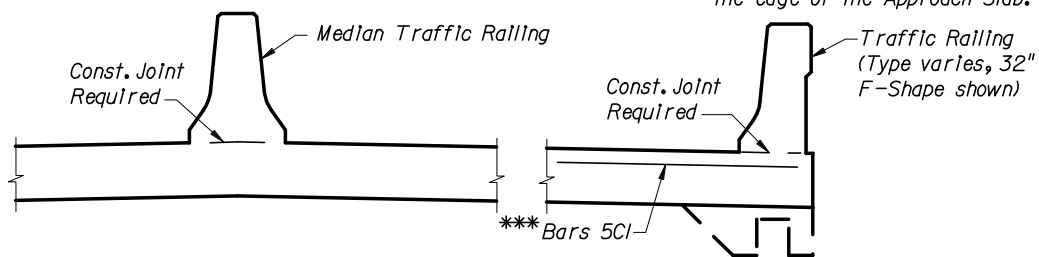 the edge of the Approach Slab.
Median Traffic Railing
Const. Joint
Required
Traffic Railing
(Type varies, 32"
F-Shape shown)
Const. Joint
Required
*** Bars 5C1